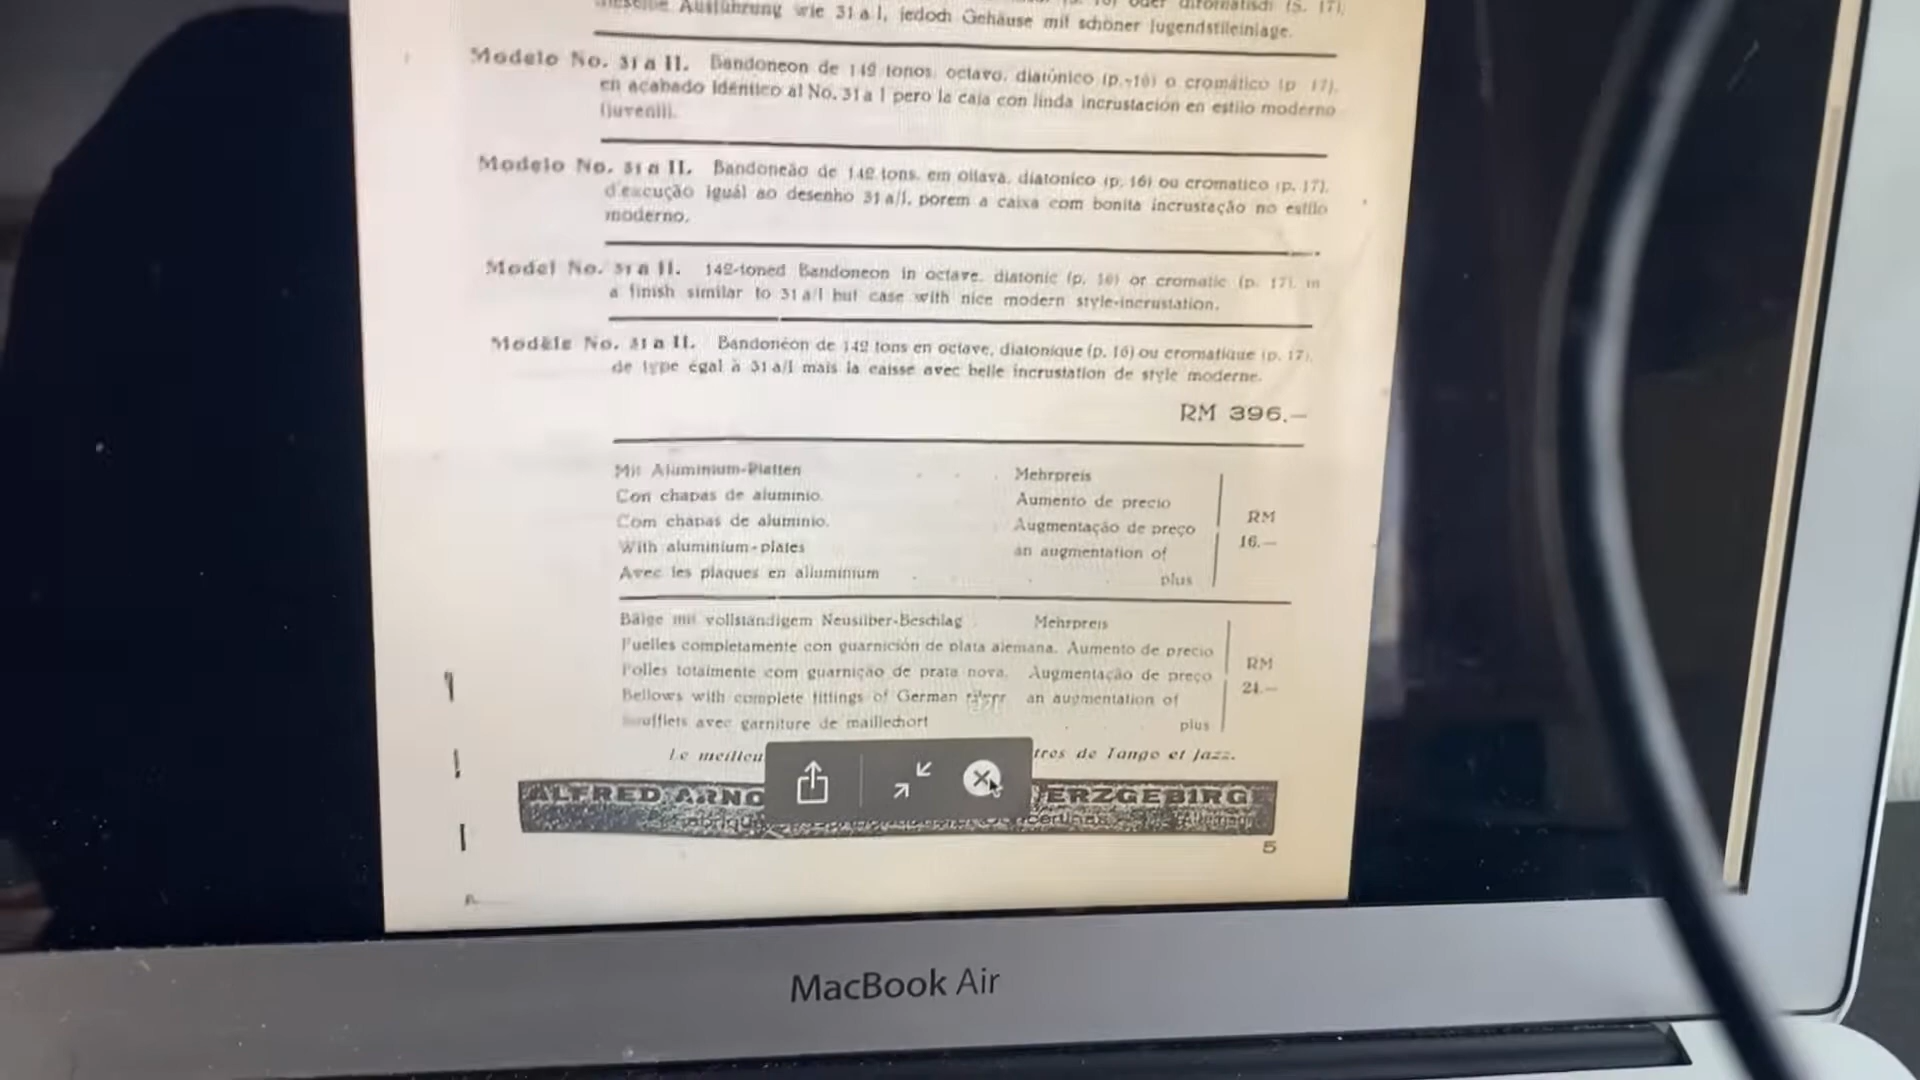 Ausführung wie 31 a I, jedoch Gehäuse mit schöner Jugendstileinlage.
Modelo No. 31 a II. Bandoneon de 142 tonos, octavo, diatónico (p. 16) o cromático (p 17),
en acabado idéntico al No. 31 a I pero la caja con linda incrustación en estilo moderno
(juvenil).
Modelo No. 31 a II. Bandoneão de 142 tons, em oitava, diatonico (p. 16) ou cromatico (p. 17),
d'execução iguál ao desenho 31 a/I, porem a caixa com bonita incrustação no estilo
moderno.
Model No. 31 a II. 142-toned Bandoneon in octave, diatonic (p. 16) or cromatic (p. 17), in
a finish similar to 31 a/I but case with nice modern style-incrustation.
Modèle No. 31 a II. Bandonéon de 142 tons en octave, diatonique (p. 16) ou cromatique (p. 17),
de type égal à 31 a/I mais la caisse avec belle incrustation de style moderne.
RM 396.—
Mit Aluminium-Platten Mehrpreis
Con chapas de aluminio. Aumento de precio
Com chapas de aluminio. Augmentação de preço
With aluminium-plates an augmentation of
Avec les plaques en alluminium plus
RM
16.—
Bälge mit vollständigem Neusilber-Beschlag Mehrpreis
Fuelles completamente con guarnición de plata alemana. Aumento de precio
Folles totalmente com guarnição de prata nova. Augmentação de preço
Bellows with complete fittings of German an augmentation of
Soufflets avec garniture de maillechort plus
RM
21.—
Le meilleu tres de Tango et Jazz.
ALFRED ARNO ERZGEBIRGE
5
MacBook Air